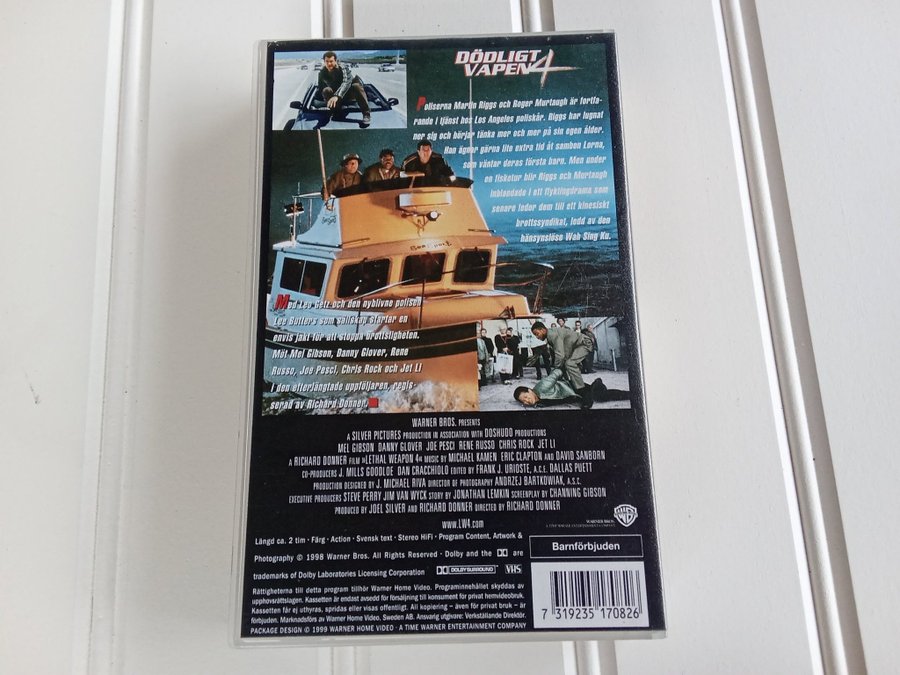 DÖDLIGT
VAPEN 4
Poliserna Martin Riggs och Roger Murtaugh är fortfa-
rande i tjänst hos Los Angeles poliskår. Riggs har lugnat
ner sig och börjar tänka mer och mer på sin egen ålder.
Han ägnar gärna lite extra tid åt sambon Lorna,
som väntar deras första barn. Men under
en fisketur blir Riggs och Murtaugh
inblandade i ett flyktingdrama som
senare leder dem till ett kinesiskt
brottssyndikat, ledd av den
hänsynslöse Wah Sing Ku.
Med Leo Getz och den nyblivne polisen
Lee Butters som sällskap startar en
envis jakt för att stoppa brottsligheten.
Möt Mel Gibson, Danny Glover, Rene
Russo, Joe Pesci, Chris Rock och Jet Li
i den efterlängtade uppföljaren, regis-
serad av Richard Donner.
WARNER BROS. PRESENTS
A SILVER PICTURES PRODUCTION IN ASSOCIATION WITH DOSHUDO PRODUCTIONS
MEL GIBSON DANNY GLOVER JOE PESCI RENE RUSSO CHRIS ROCK JET LI
A RICHARD DONNER FILM »LETHAL WEAPON 4« MUSIC BY MICHAEL KAMEN ERIC CLAPTON AND DAVID SANBORN
CO-PRODUCERS J. MILLS GOODLOE DAN CRACCHIOLO EDITED BY FRANK J. URIOSTE, A.C.E. DALLAS PUETT
PRODUCTION DESIGNED BY J. MICHAEL RIVA DIRECTOR OF PHOTOGRAPHY ANDRZEJ BARTKOWIAK, A.S.C.
EXECUTIVE PRODUCERS STEVE PERRY JIM VAN WYCK STORY BY JONATHAN LEMKIN SCREENPLAY BY CHANNING GIBSON
PRODUCED BY JOEL SILVER AND RICHARD DONNER DIRECTED BY RICHARD DONNER
www.LW4.com
WARNER BROS.
A TIME WARNER ENTERTAINMENT COMPANY
Längd ca. 2 tim · Färg · Action · Svensk text · Stereo HiFi · Program Content, Artwork &
Photography © 1998 Warner Bros. All Rights Reserved · Dolby and the DD are
trademarks of Dolby Laboratories Licensing Corporation DOLBY SURROUND VHS
Barnförbjuden
Rättigheterna till detta program tillhör Warner Home Video. Programinnehållet skyddas av
upphovsrättslagen. Kassetten är endast avsedd för försäljning till konsument för privat hemvideobruk.
Kassetten får ej uthyras, spridas eller visas offentligt. All kopiering – även för privat bruk – är
förbjuden. Marknadsförs av Warner Home Video, Sweden AB. Ansvarig utgivare: Verkställande Direktör.
PACKAGE DESIGN © 1999 WARNER HOME VIDEO · A TIME WARNER ENTERTAINMENT COMPANY
7 319235 170826